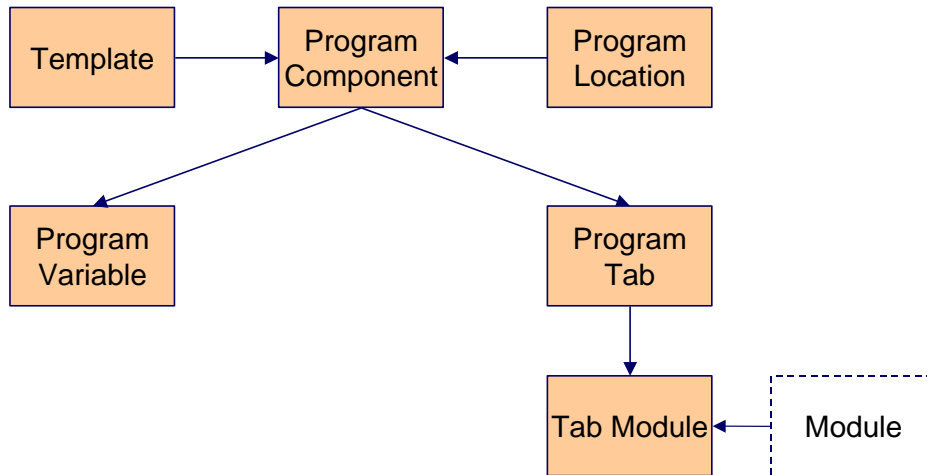 Template
Program
Component
Program
Location
Program
Variable
Program
Tab
Tab Module
Module